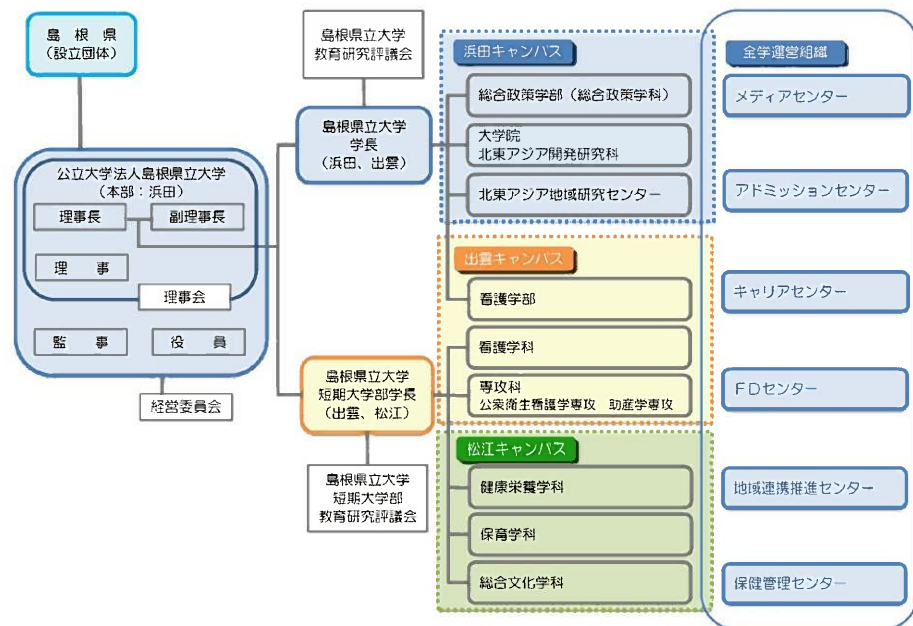 島根県
(設立団体)
公立大学法人島根県立大学
(本部：浜田)
理事長
副理事長
理　事
理事会
監　事
役　員
経営委員会
島根県立大学
教育研究評議会
島根県立大学
学長
(浜田、出雲)
島根県立大学
短期大学部学長
(出雲、松江)
島根県立大学
短期大学部
教育研究評議会
浜田キャンパス
総合政策学部（総合政策学科）
大学院
北東アジア開発研究科
北東アジア地域研究センター
出雲キャンパス
看護学部
看護学科
専攻科
公衆衛生看護学専攻　助産学専攻
松江キャンパス
健康栄養学科
保育学科
総合文化学科
全学運営組織
メディアセンター
アドミッションセンター
キャリアセンター
ＦＤセンター
地域連携推進センター
保健管理センター